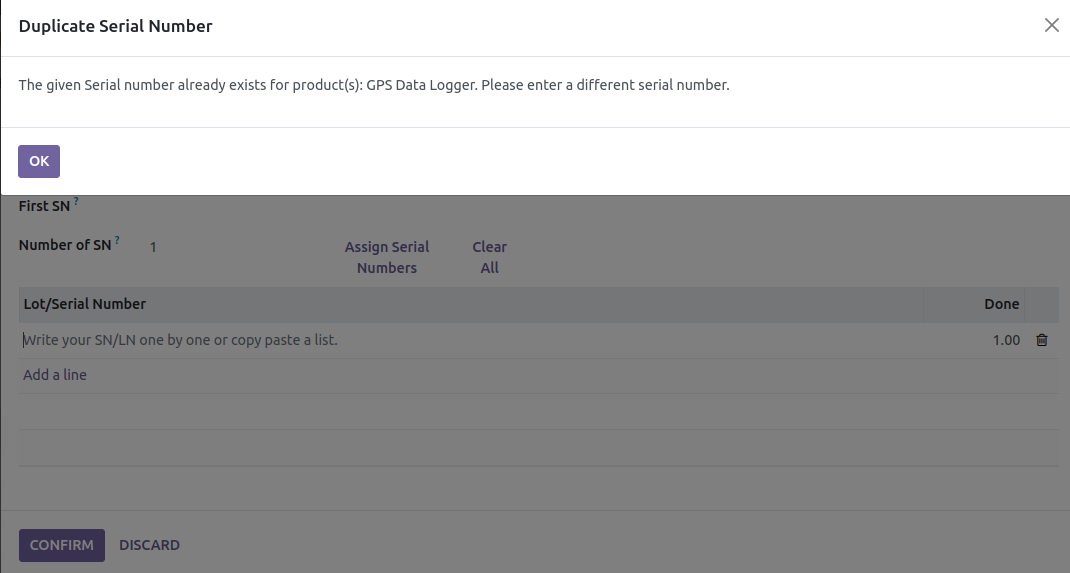 Duplicate Serial Number
The given Serial number already exists for product(s): GPS Data Logger. Please enter a different serial number.
OK
First SN ?
Number of SN ? 1 Assign Serial Numbers Clear All
Lot/Serial Number Done
Write your SN/LN one by one or copy paste a list. 1.00
Add a line
CONFIRM DISCARD